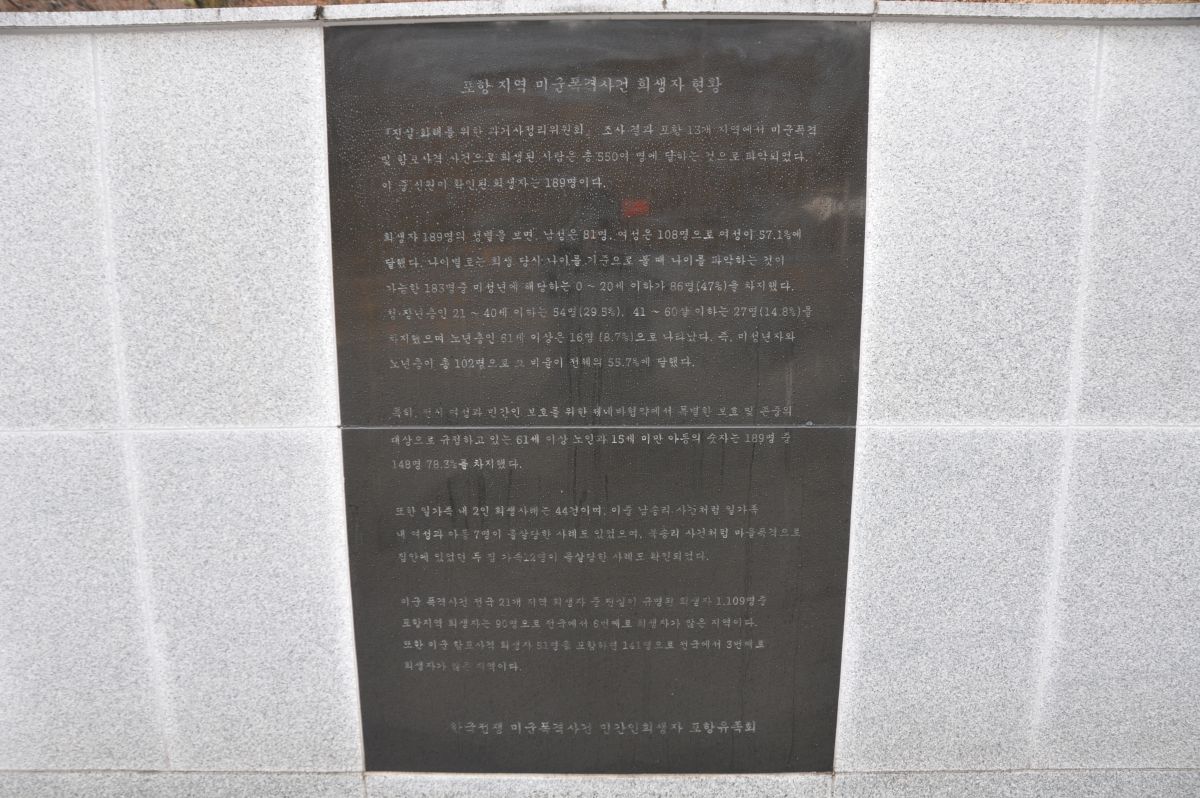 포항 지역 미군폭격사건 희생자 현황
『진실·화해를 위한 과거사정리위원회』 조사 결과 포항 13개 지역에서 미군폭격
및 함포사격 사건으로 희생된 사람은 총 550여 명에 달하는 것으로 파악되었다.
이 중 신원이 확인된 희생자는 189명이다.
희생자 189명의 성별을 보면, 남성은 81명, 여성은 108명으로 여성이 57.1%에
달했다. 나이별로는 희생 당시 나이를 기준으로 볼 때 나이를 파악하는 것이
가능한 183명중 미성년에 해당하는 0 ~ 20세 이하가 86명(47%)을 차지했다.
청·장년층인 21 ~ 40세 이하는 54명(29.5%), 41 ~ 60살 이하는 27명(14.8%)을
차지했으며 노년층인 61세 이상은 16명 (8.7%)으로 나타났다. 즉, 미성년자와
노년층이 총 102명으로 그 비율이 전체의 55.7%에 달했다.
특히, 전시 여성과 민간인 보호를 위한 제네바협약에서 특별한 보호 및 존중의
대상으로 규정하고 있는 61세 이상 노인과 15세 미만 아동의 숫자는 189명 중
148명 78.3%를 차지했다.
또한 일가족 내 2인 희생사례는 44건이며, 이중 남송리 사건처럼 일가족
내 여성과 아동 7명이 몰살당한 사례도 있었으며, 북송리 사건처럼 마을폭격으로
집안에 있었던 두 집 가족12명이 몰살당한 사례도 확인되었다.
미군 폭격사건 전국 21개 지역 희생자 중 진실이 규명된 희생자 1,109명중
포항지역 희생자는 90명으로 전국에서 6번째로 희생자가 많은 지역이다.
또한 미군 함포사격 희생자 51명을 포함하면 141명으로 전국에서 3번째로
희생자가 많은 지역이다.
한국전쟁 미군폭격사건 민간인희생자 포항유족회